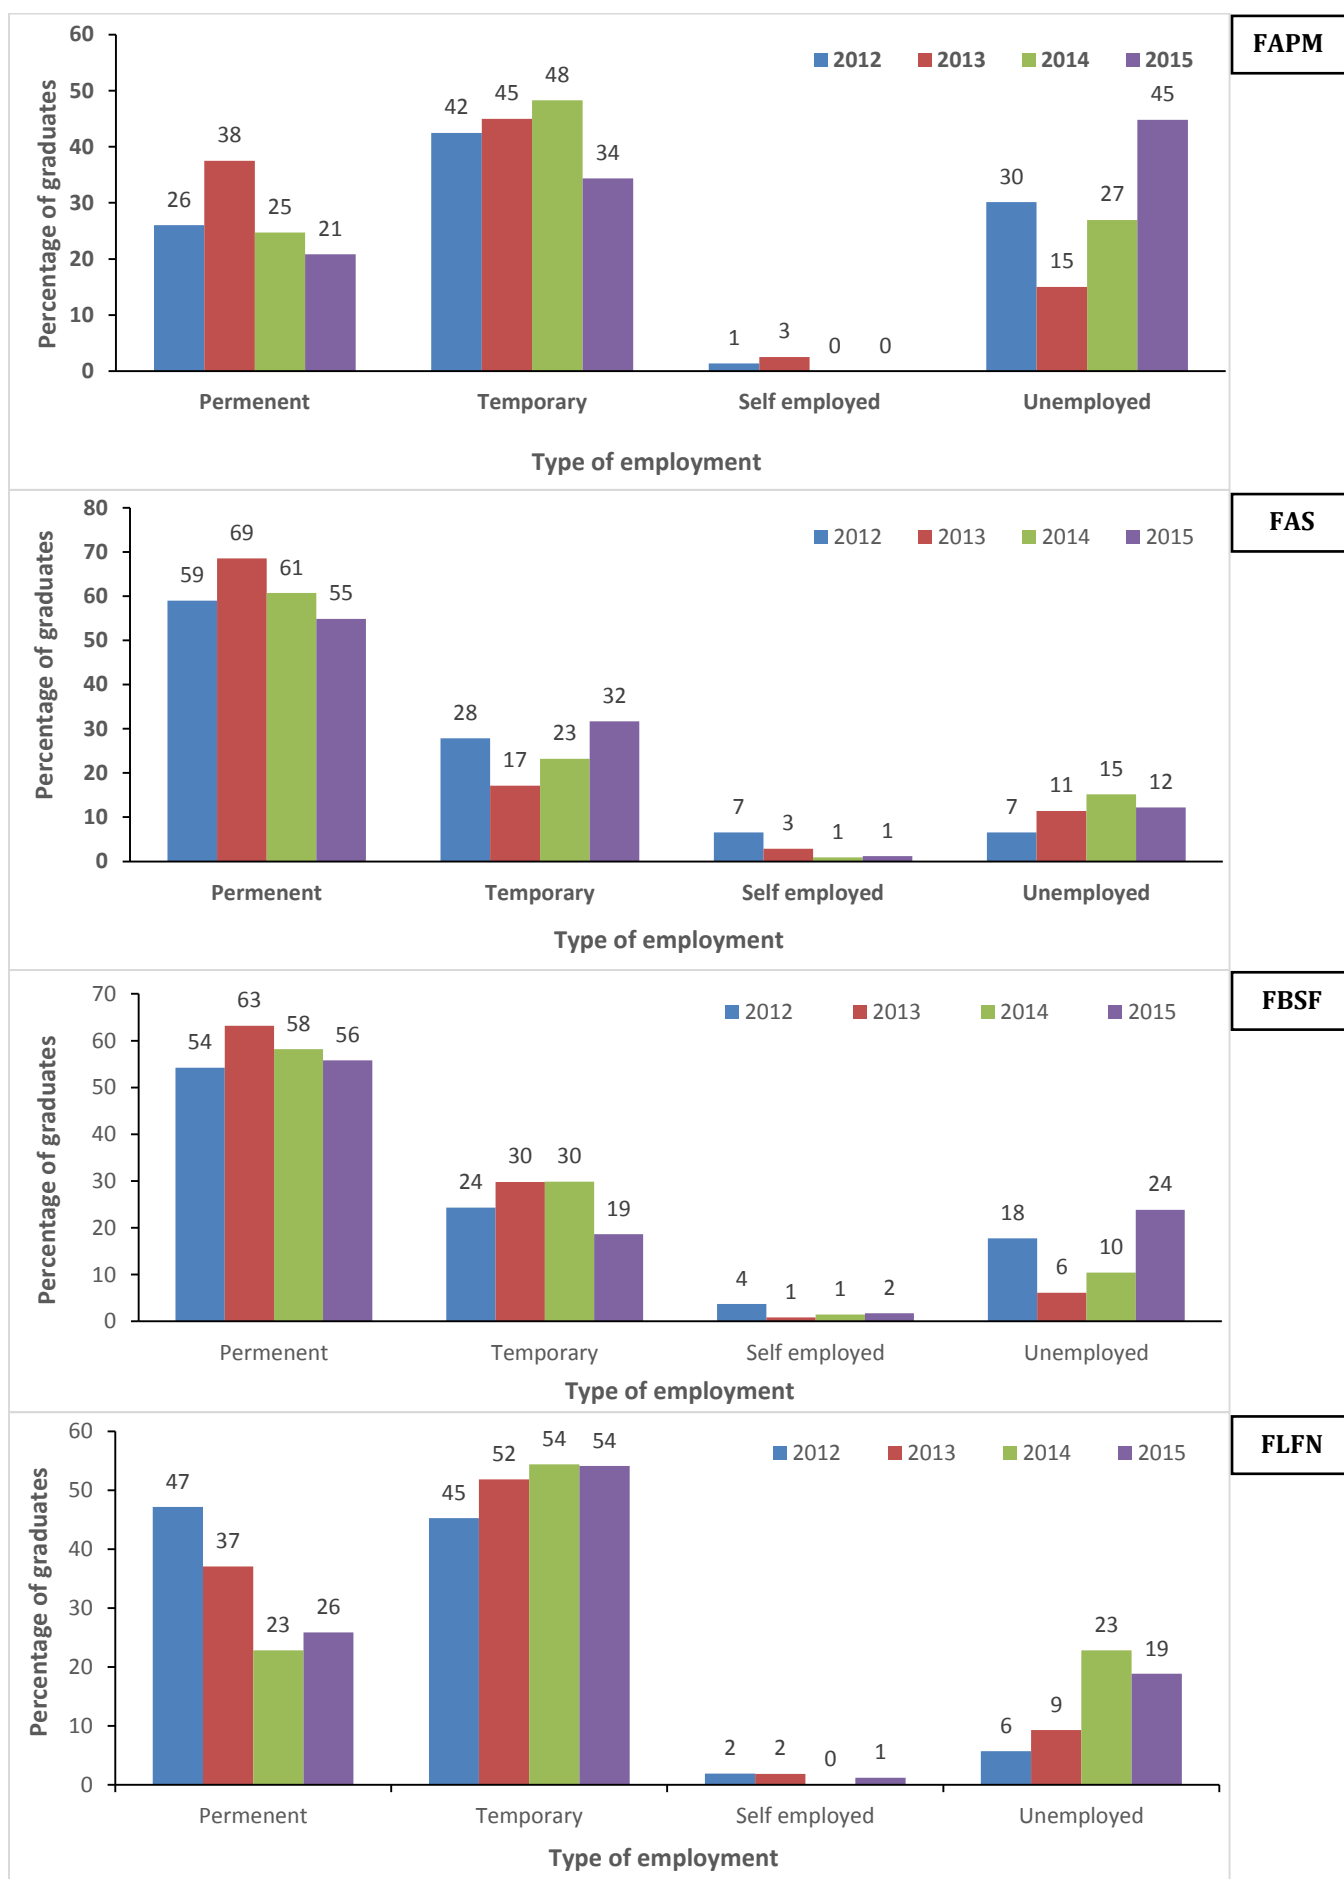 FAPM
Percentage of graduates
60
50
40
30
20
10
0
2012 2013 2014 2015
26 38 25 21
42 45 48 34
1 3 0 0
30 15 27 45
Permenent Temporary Self employed Unemployed
Type of employment
FAS
Percentage of graduates
80
70
60
50
40
30
20
10
0
2012 2013 2014 2015
59 69 61 55
28 17 23 32
7 3 1 1
7 11 15 12
Permenent Temporary Self employed Unemployed
Type of employment
FBSF
Percentage of graduates
70
60
50
40
30
20
10
0
2012 2013 2014 2015
54 63 58 56
24 30 30 19
4 1 1 2
18 6 10 24
Permenent Temporary Self employed Unemployed
Type of employment
FLFN
Percentage of graduates
60
50
40
30
20
10
0
2012 2013 2014 2015
47 37 23 26
45 52 54 54
2 2 0 1
6 9 23 19
Permenent Temporary Self employed Unemployed
Type of employment